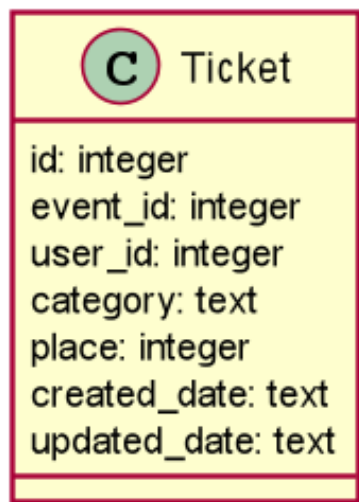 C Ticket
id: integer
event_id: integer
user_id: integer
category: text
place: integer
created_date: text
updated_date: text